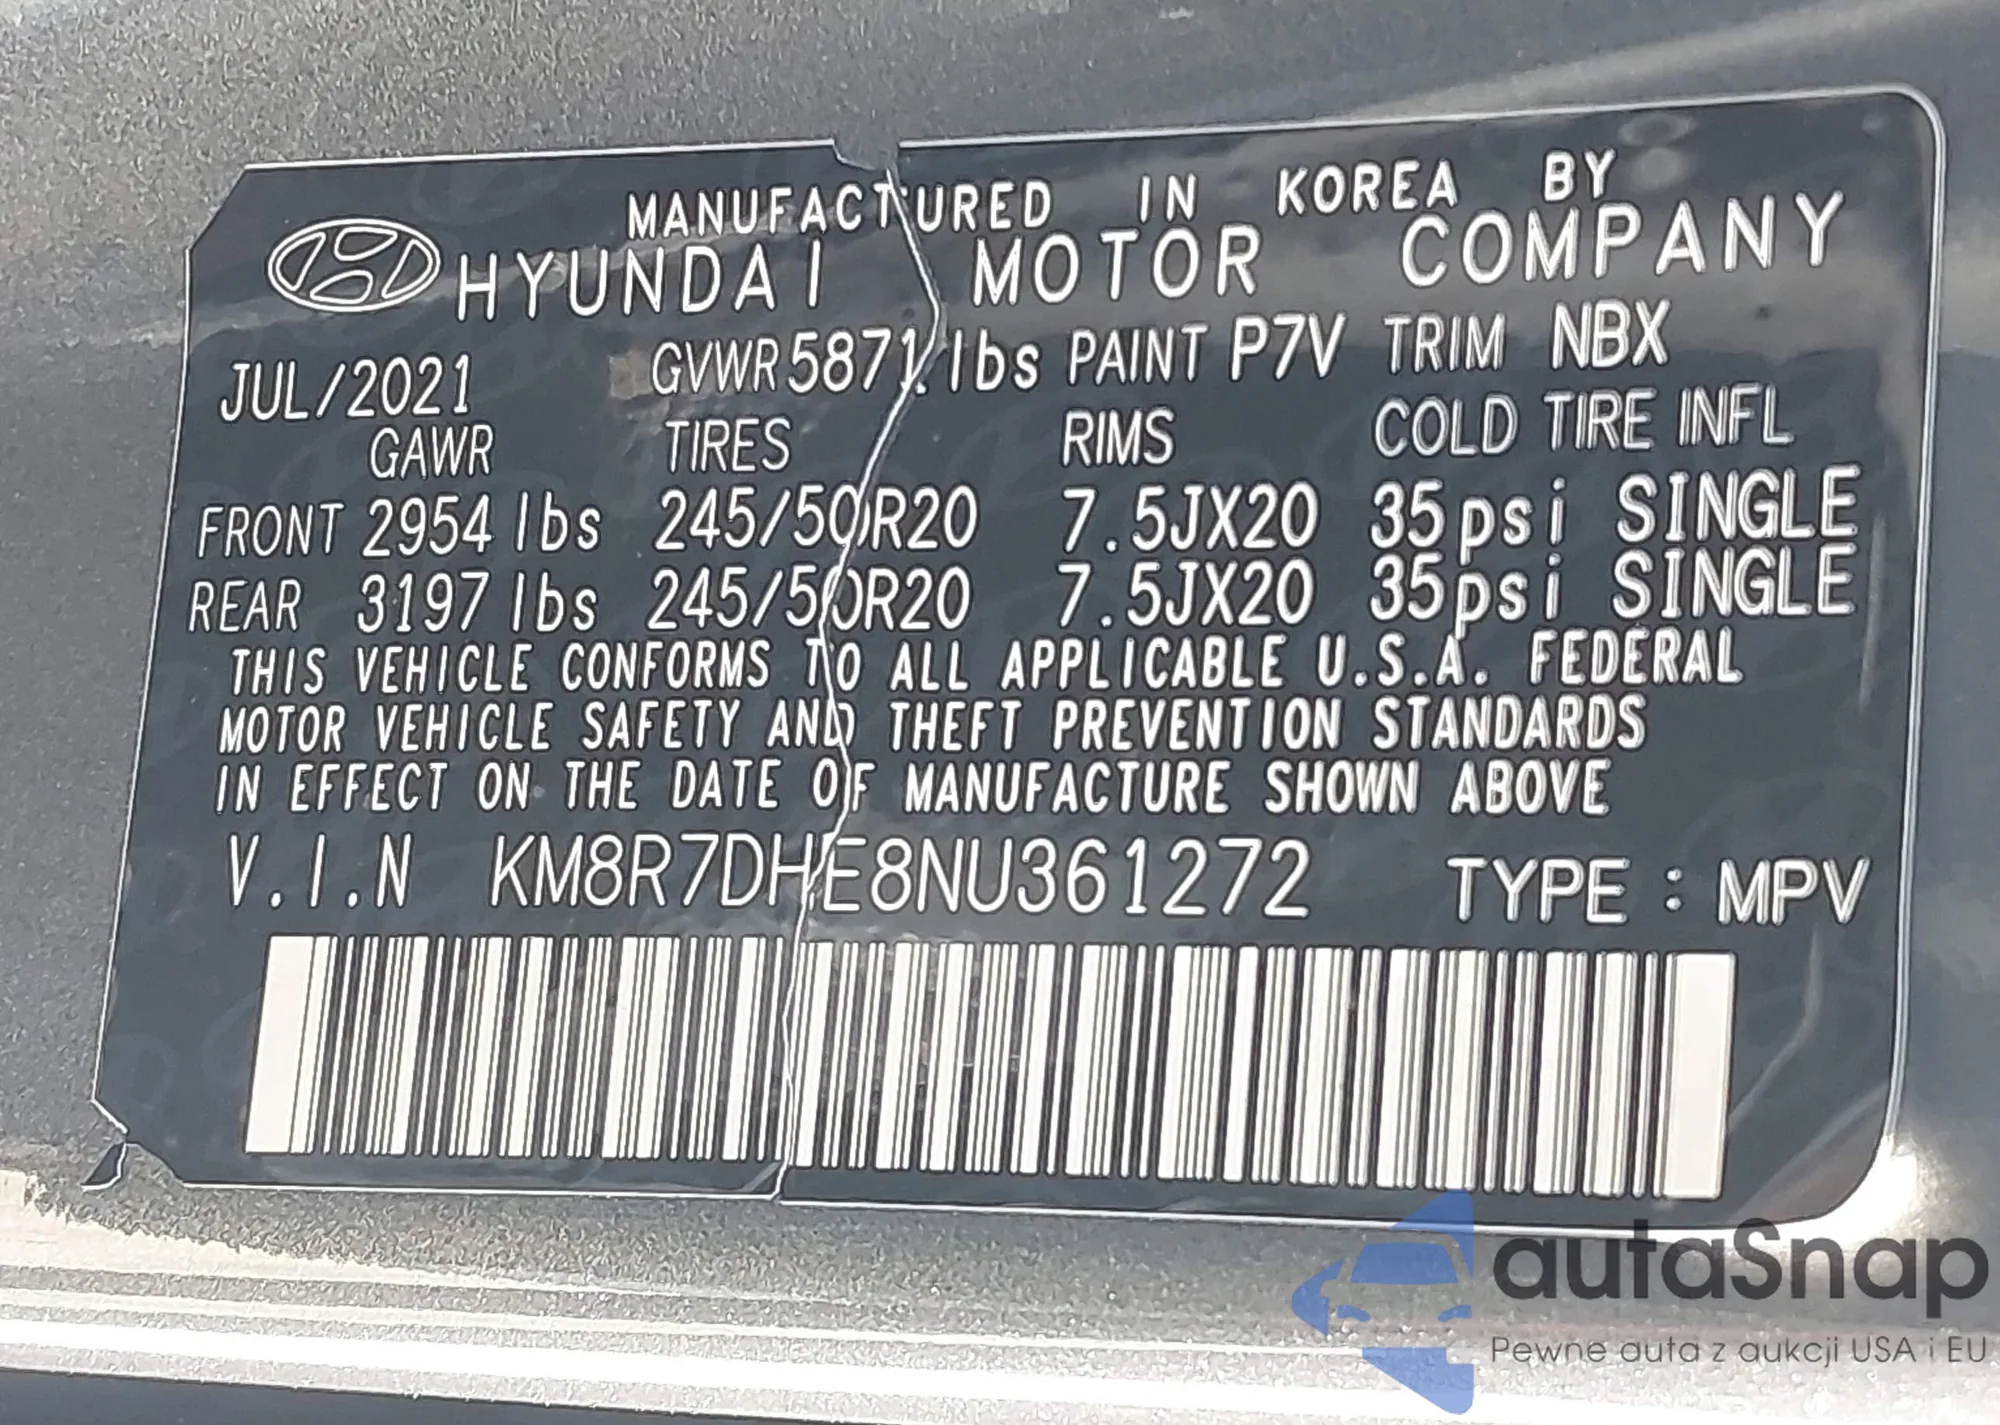 MANUFACTURED IN KOREA BY
HYUNDAI MOTOR COMPANY
JUL/2021 GVWR 5871 lbs PAINT P7V TRIM NBX
GAWR TIRES RIMS COLD TIRE INFL
FRONT 2954 lbs 245/50R20 7.5JX20 35psi SINGLE
REAR 3197 lbs 245/50R20 7.5JX20 35psi SINGLE
THIS VEHICLE CONFORMS TO ALL APPLICABLE U.S.A. FEDERAL
MOTOR VEHICLE SAFETY AND THEFT PREVENTION STANDARDS
IN EFFECT ON THE DATE OF MANUFACTURE SHOWN ABOVE
V.I.N KM8R7DHE8NU361272 TYPE : MPV
autaSnap
Pewne auta z aukcji USA i EU